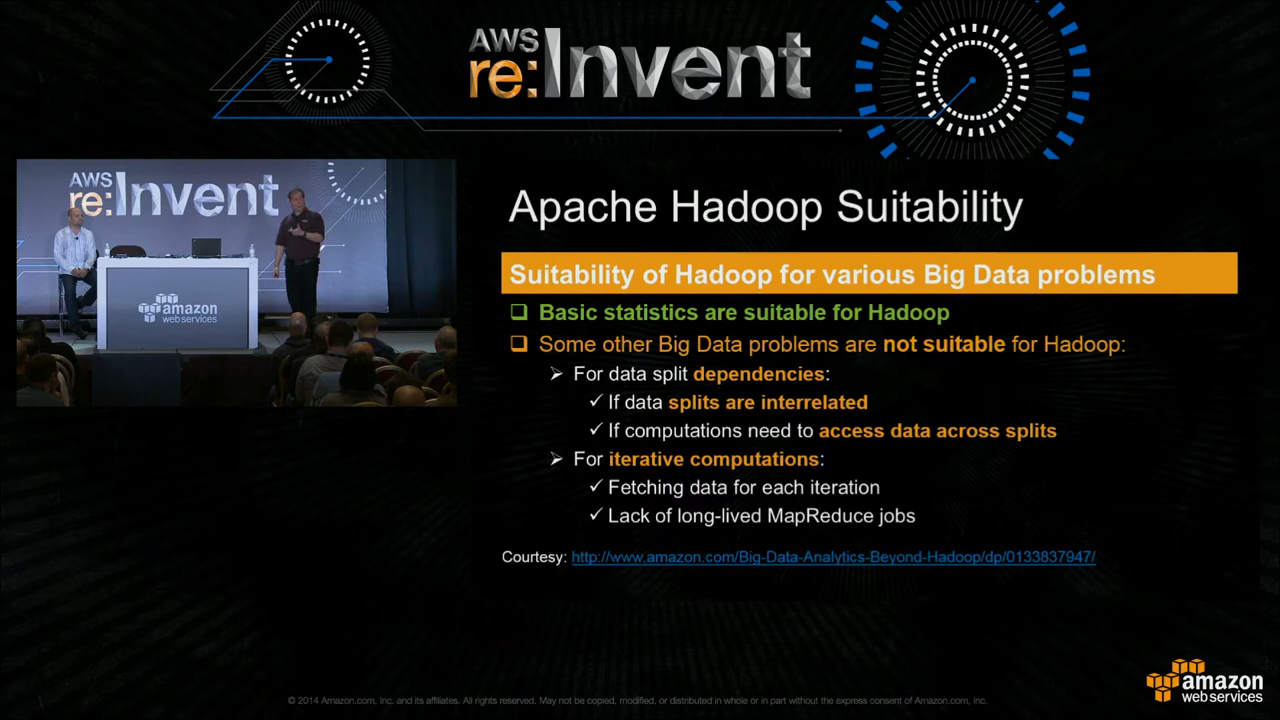 AWS
re:Invent
AWS
re:Invent
amazon
web services
Apache Hadoop Suitability
Suitability of Hadoop for various Big Data problems
Basic statistics are suitable for Hadoop
Some other Big Data problems are not suitable for Hadoop:
For data split dependencies:
If data splits are interrelated
If computations need to access data across splits
For iterative computations:
Fetching data for each iteration
Lack of long-lived MapReduce jobs
Courtesy: http://www.amazon.com/Big-Data-Analytics-Beyond-Hadoop/dp/0133837947/
amazon
web services
© 2014 Amazon.com, Inc. and its affiliates. All rights reserved. May not be copied, modified, or distributed in whole or in part without the express consent of Amazon.com, Inc.